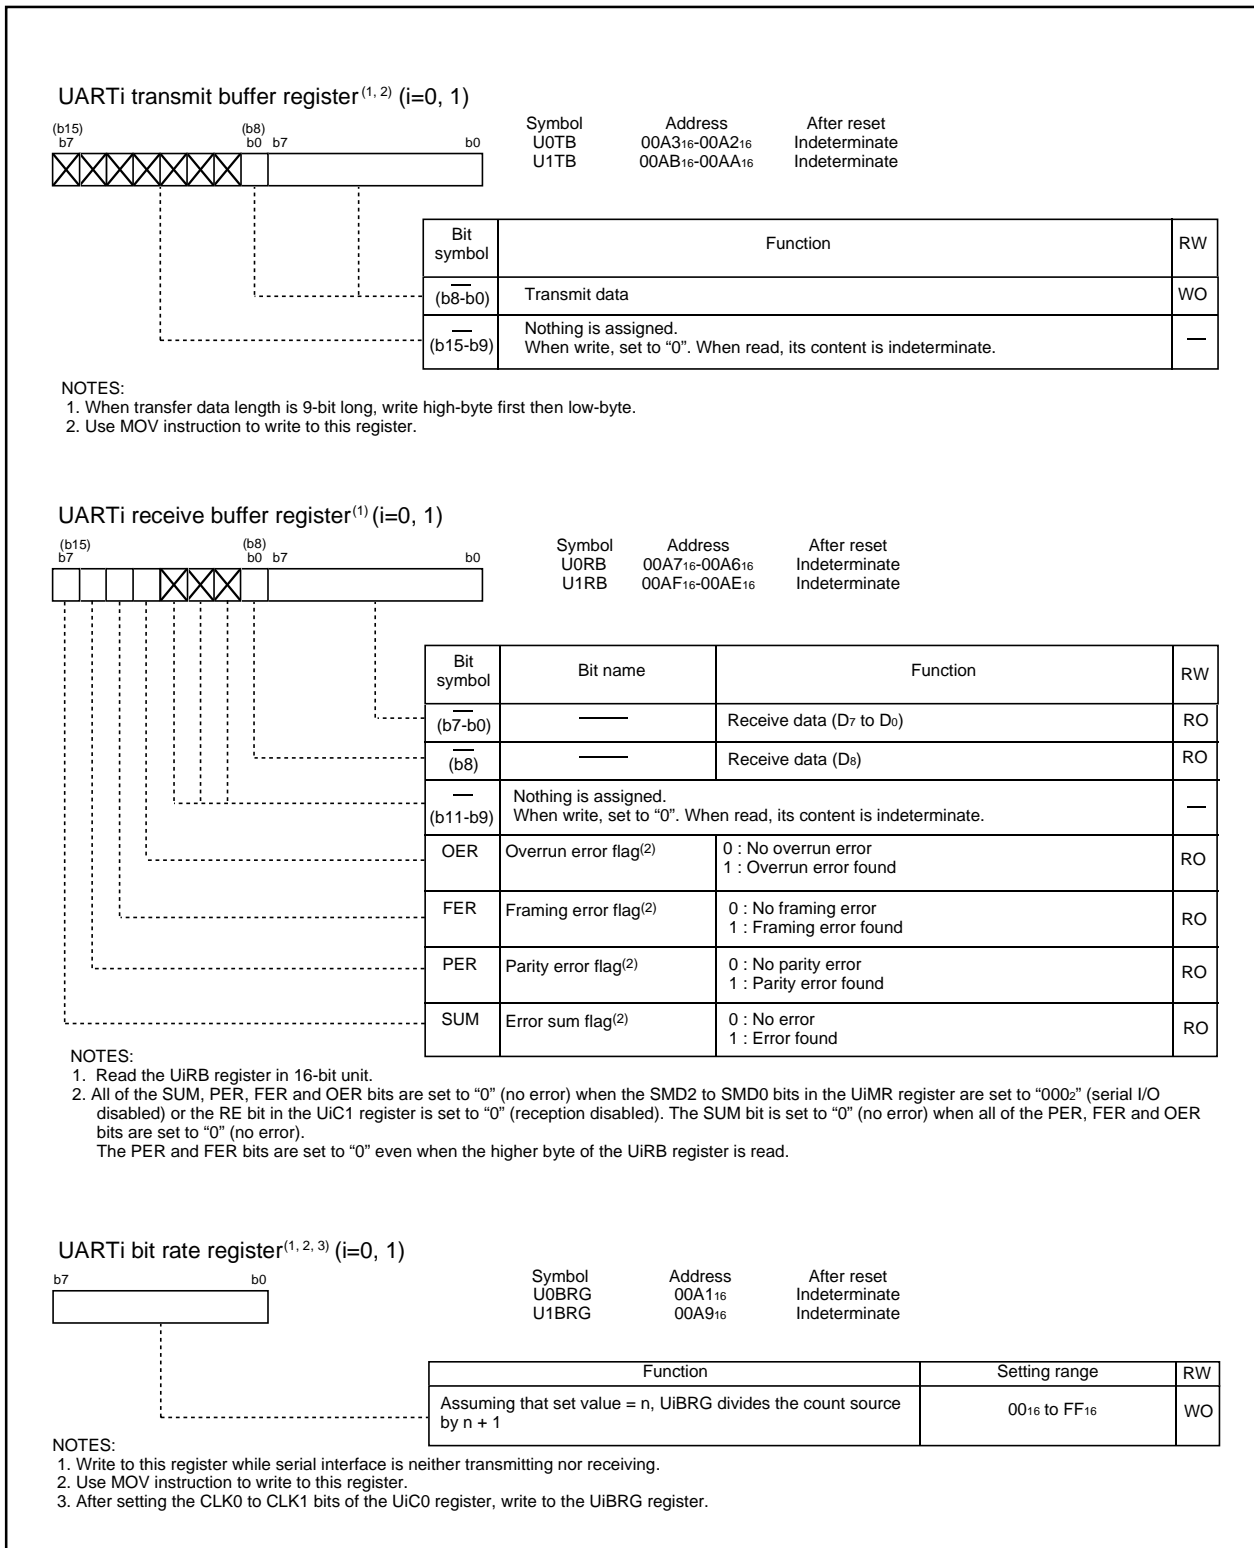 UARTi transmit buffer register(1, 2) (i=0, 1)
(b15) (b8)
b7 b0 b7 b0
Symbol Address After reset
U0TB 00A316-00A216 Indeterminate
U1TB 00AB16-00AA16 Indeterminate
Bit symbol Function RW
— (b8-b0) Transmit data WO
— (b15-b9) Nothing is assigned.
When write, set to “0”. When read, its content is indeterminate. —
NOTES:
1. When transfer data length is 9-bit long, write high-byte first then low-byte.
2. Use MOV instruction to write to this register.
UARTi receive buffer register(1) (i=0, 1)
(b15) (b8)
b7 b0 b7 b0
Symbol Address After reset
U0RB 00A716-00A616 Indeterminate
U1RB 00AF16-00AE16 Indeterminate
Bit symbol Bit name Function RW
— (b7-b0) — Receive data (D7 to D0) RO
— (b8) — Receive data (D8) RO
— (b11-b9) Nothing is assigned.
When write, set to “0”. When read, its content is indeterminate. —
OER Overrun error flag(2) 0 : No overrun error
1 : Overrun error found RO
FER Framing error flag(2) 0 : No framing error
1 : Framing error found RO
PER Parity error flag(2) 0 : No parity error
1 : Parity error found RO
SUM Error sum flag(2) 0 : No error
1 : Error found RO
NOTES:
1. Read the UiRB register in 16-bit unit.
2. All of the SUM, PER, FER and OER bits are set to “0” (no error) when the SMD2 to SMD0 bits in the UiMR register are set to “0002” (serial I/O
disabled) or the RE bit in the UiC1 register is set to “0” (reception disabled). The SUM bit is set to “0” (no error) when all of the PER, FER and OER
bits are set to “0” (no error).
The PER and FER bits are set to “0” even when the higher byte of the UiRB register is read.
UARTi bit rate register(1, 2, 3) (i=0, 1)
b7 b0
Symbol Address After reset
U0BRG 00A116 Indeterminate
U1BRG 00A916 Indeterminate
Function Setting range RW
Assuming that set value = n, UiBRG divides the count source
by n + 1 0016 to FF16 WO
NOTES:
1. Write to this register while serial interface is neither transmitting nor receiving.
2. Use MOV instruction to write to this register.
3. After setting the CLK0 to CLK1 bits of the UiC0 register, write to the UiBRG register.